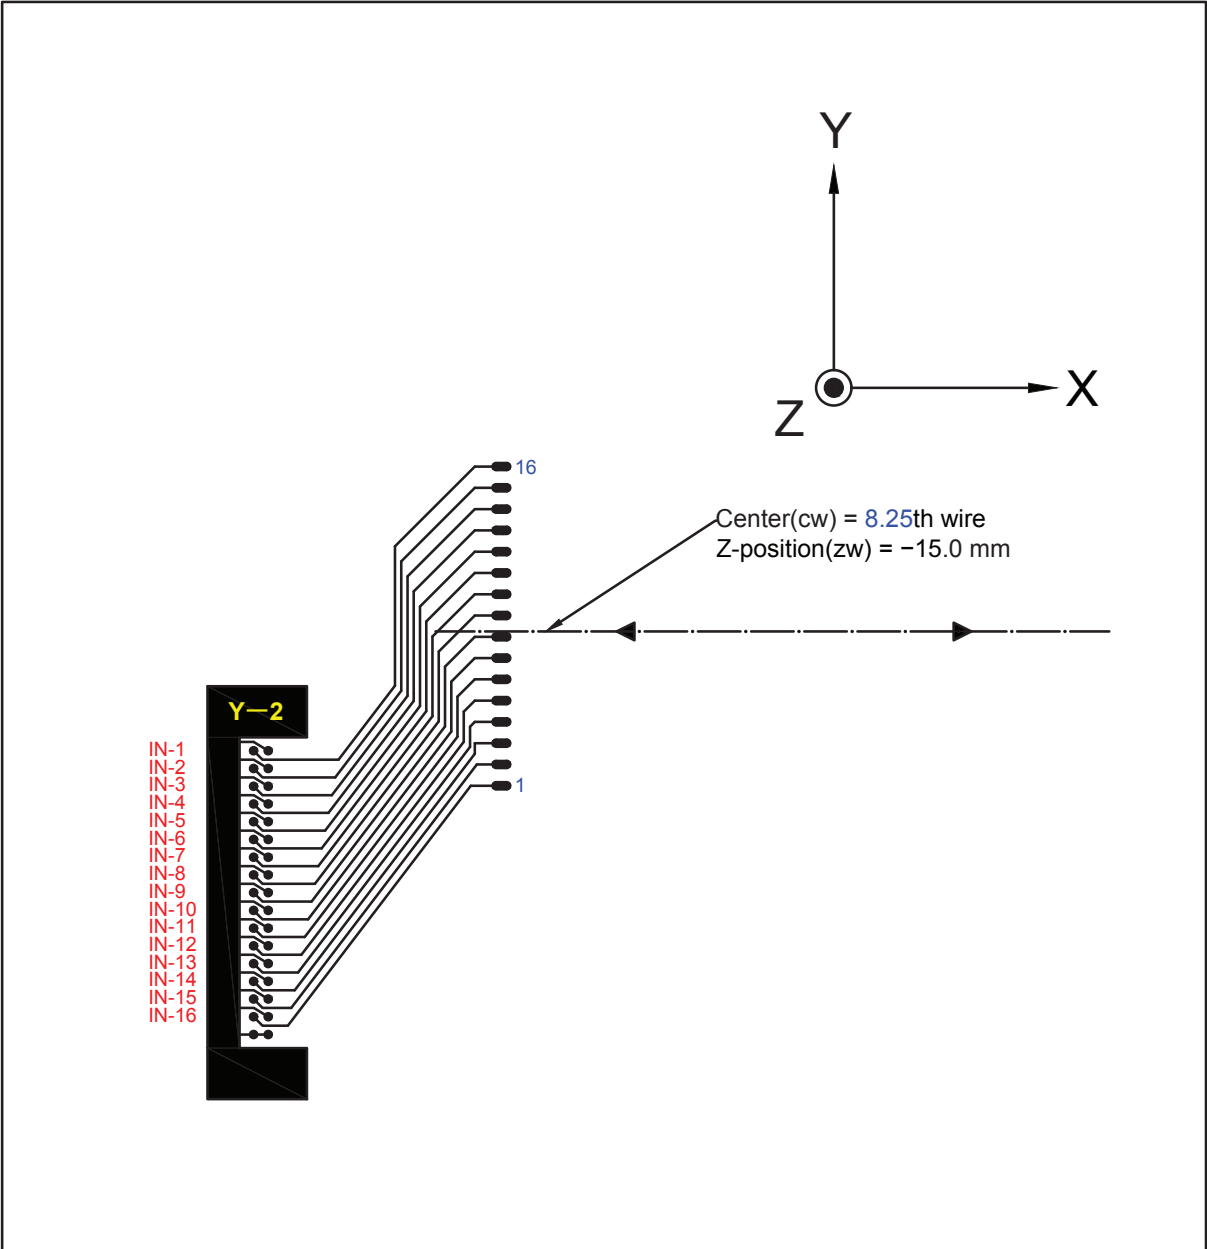 Y
X
Z
16
Center(cw) = 8.25th wire
Z-position(zw) = −15.0 mm
Y—2
IN-1
IN-2
IN-3
IN-4
IN-5
IN-6
IN-7
IN-8
IN-9
IN-10
IN-11
IN-12
IN-13
IN-14
IN-15
IN-16
1